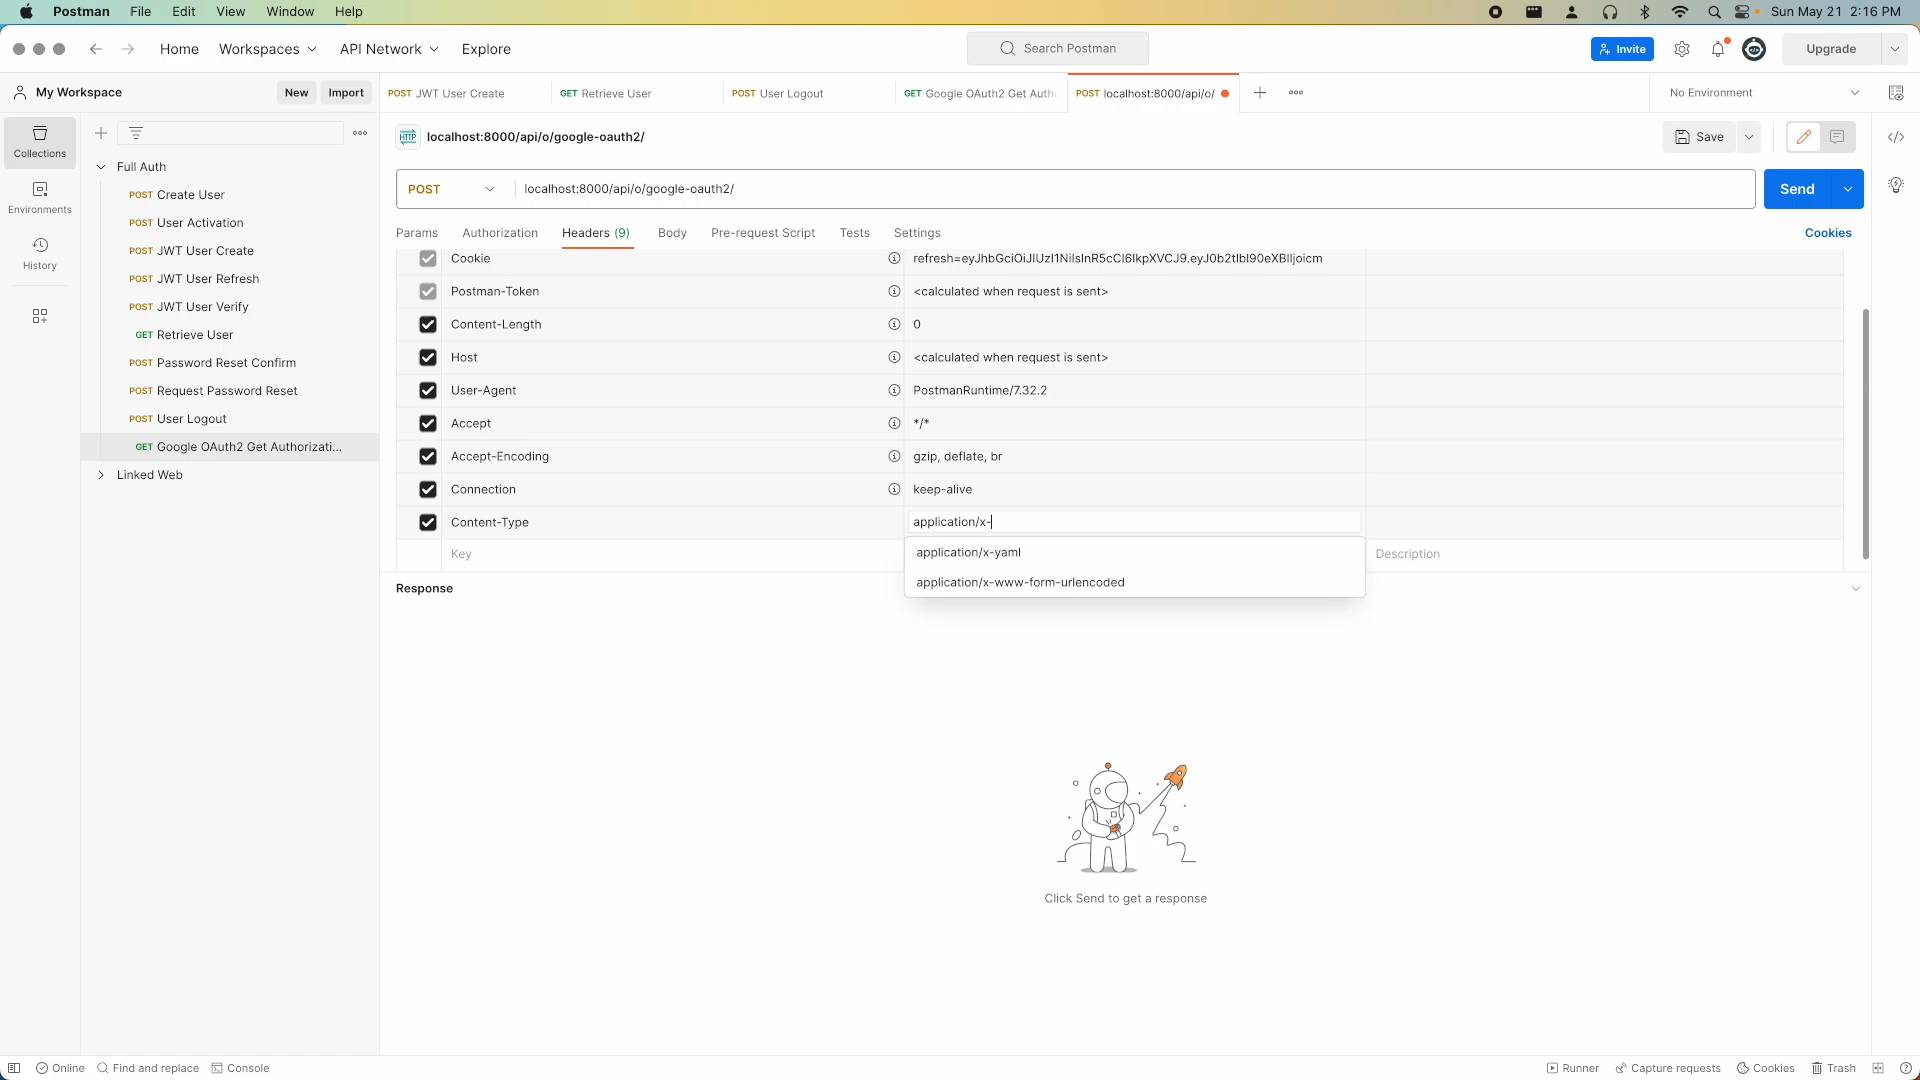 Postman File Edit View Window Help Sun May 21 2:16 PM
Home Workspaces API Network Explore Search Postman Invite Upgrade
My Workspace New Import POST JWT User Create GET Retrieve User POST User Logout GET Google OAuth2 Get Auth POST localhost:8000/api/o/ No Environment
Collections
Environments
History
Full Auth
POST Create User
POST User Activation
POST JWT User Create
POST JWT User Refresh
POST JWT User Verify
GET Retrieve User
POST Password Reset Confirm
POST Request Password Reset
POST User Logout
GET Google OAuth2 Get Authorizati...
Linked Web
HTTP localhost:8000/api/o/google-oauth2/ Save
POST localhost:8000/api/o/google-oauth2/ Send
Params Authorization Headers (9) Body Pre-request Script Tests Settings Cookies
Cookie
Postman-Token <calculated when request is sent>
Content-Length 0
Host <calculated when request is sent>
User-Agent PostmanRuntime/7.32.2
Accept */*
Accept-Encoding gzip, deflate, br
Connection keep-alive
Content-Type application/x-
Key Description
application/x-yaml
application/x-www-form-urlencoded
Response
Click Send to get a response
Online Find and replace Console Runner Capture requests Cookies Trash